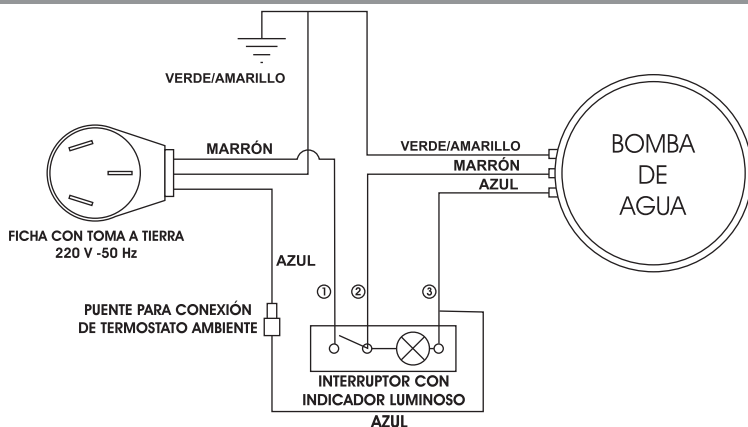 VERDE/AMARILLO
MARRÓN
VERDE/AMARILLO
MARRÓN
AZUL
BOMBA
DE
AGUA
FICHA CON TOMA A TIERRA
220 V -50 Hz
AZUL
PUENTE PARA CONEXIÓN
DE TERMOSTATO AMBIENTE
①
②
③
INTERRUPTOR CON
INDICADOR LUMINOSO
AZUL